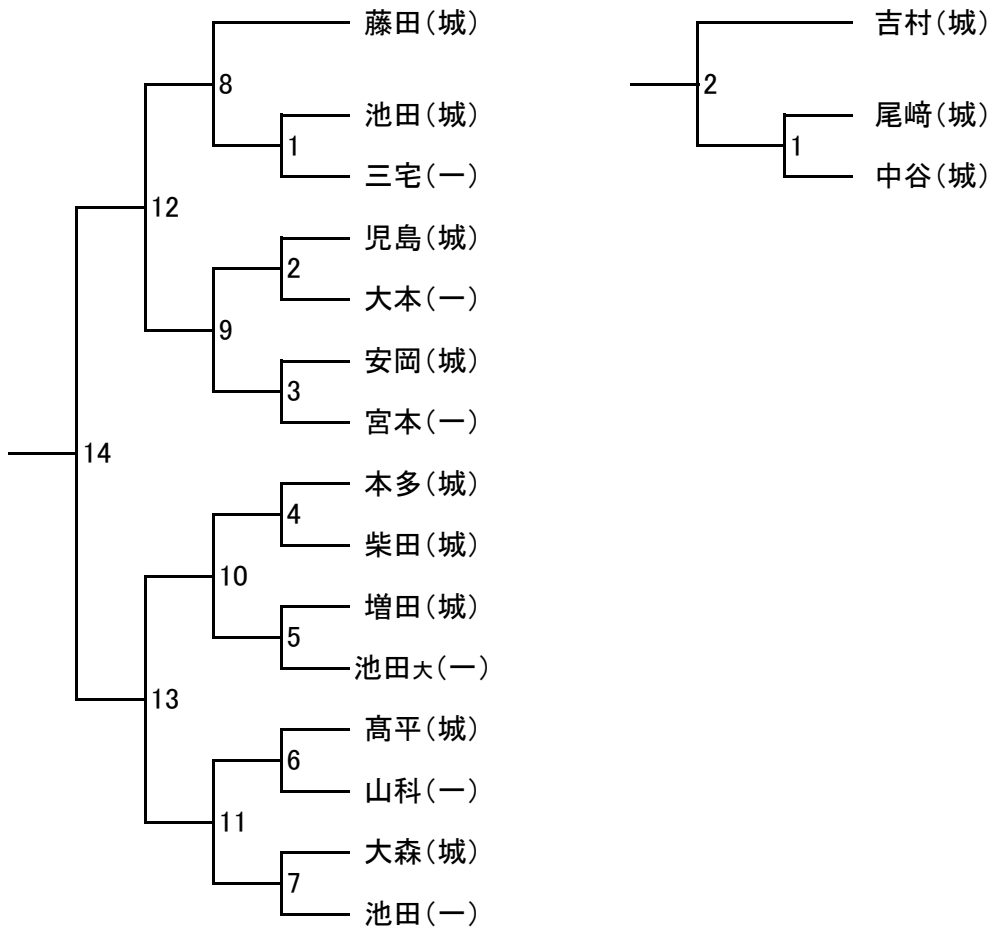 藤田(城)
8
池田(城)
1
三宅(一)
12
児島(城)
2
大本(一)
9
安岡(城)
3
宮本(一)
14
本多(城)
4
柴田(城)
10
増田(城)
5
池田大(一)
13
髙平(城)
6
山科(一)
11
大森(城)
7
池田(一)
吉村(城)
2
尾﨑(城)
1
中谷(城)